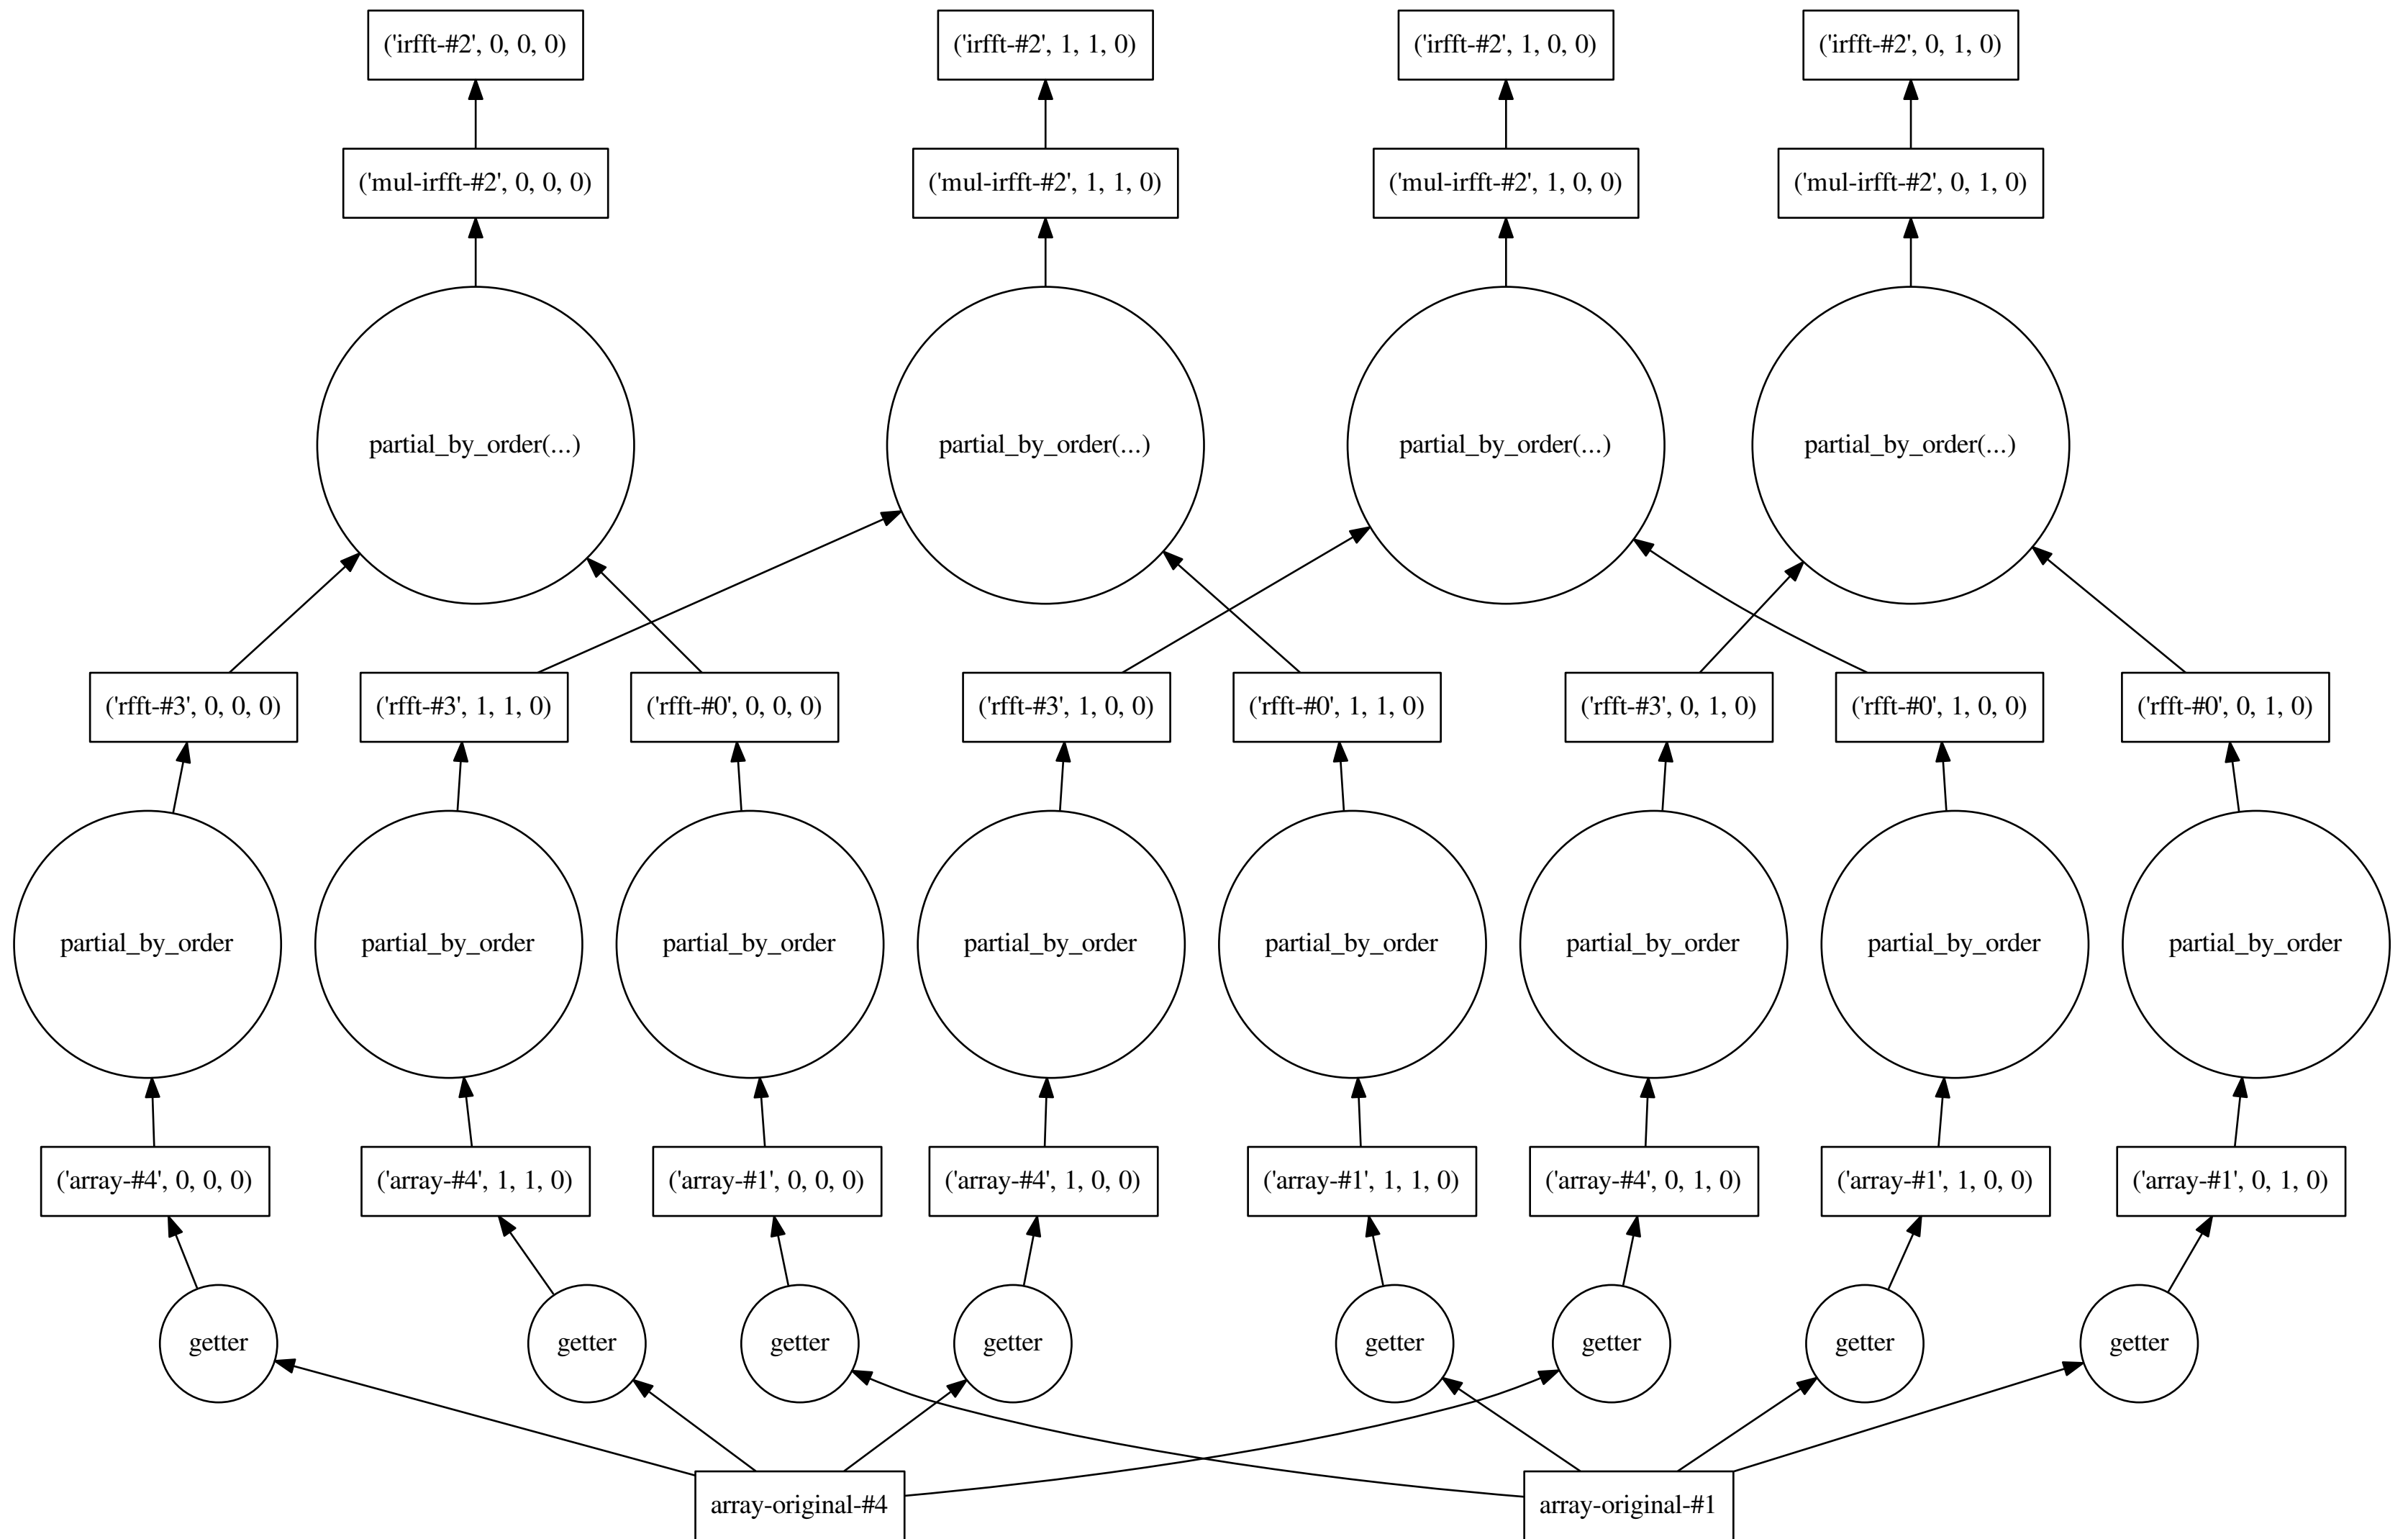 ('irfft-#2', 0, 0, 0)
('irfft-#2', 1, 1, 0)
('irfft-#2', 1, 0, 0)
('irfft-#2', 0, 1, 0)
('mul-irfft-#2', 0, 0, 0)
('mul-irfft-#2', 1, 1, 0)
('mul-irfft-#2', 1, 0, 0)
('mul-irfft-#2', 0, 1, 0)
partial_by_order(...)
partial_by_order(...)
partial_by_order(...)
partial_by_order(...)
('rfft-#3', 0, 0, 0)
('rfft-#3', 1, 1, 0)
('rfft-#0', 0, 0, 0)
('rfft-#3', 1, 0, 0)
('rfft-#0', 1, 1, 0)
('rfft-#3', 0, 1, 0)
('rfft-#0', 1, 0, 0)
('rfft-#0', 0, 1, 0)
partial_by_order
partial_by_order
partial_by_order
partial_by_order
partial_by_order
partial_by_order
partial_by_order
partial_by_order
('array-#4', 0, 0, 0)
('array-#4', 1, 1, 0)
('array-#1', 0, 0, 0)
('array-#4', 1, 0, 0)
('array-#1', 1, 1, 0)
('array-#4', 0, 1, 0)
('array-#1', 1, 0, 0)
('array-#1', 0, 1, 0)
getter
getter
getter
getter
getter
getter
getter
getter
array-original-#4
array-original-#1